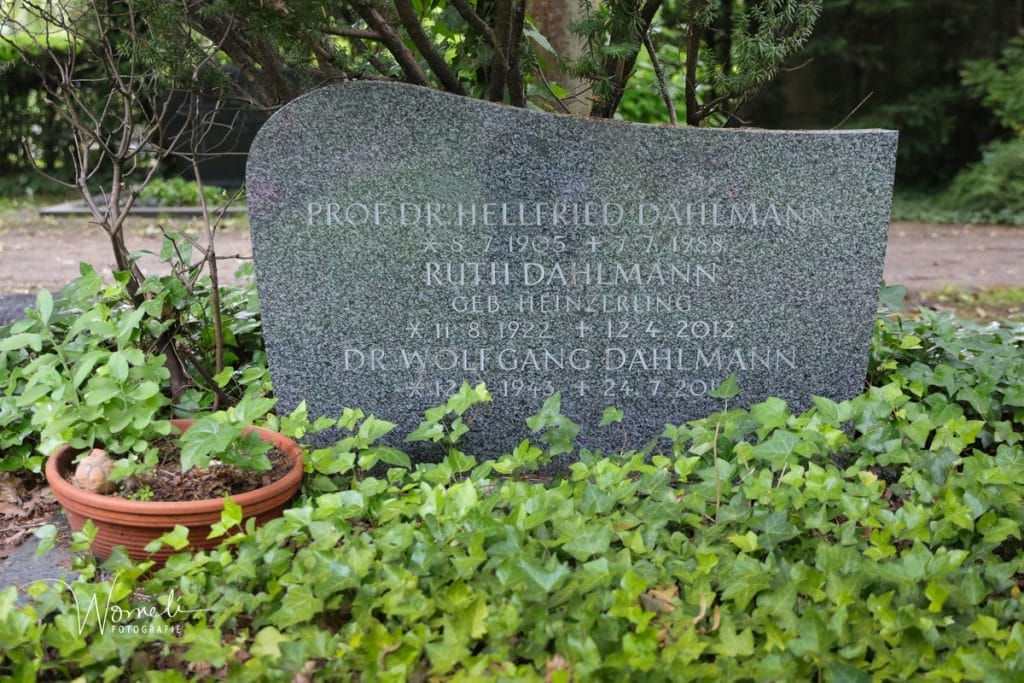 PROF. DR. HELLFRIED DAHLMANN
* 8. 7. 1905 + 7. 7. 1988
RUTH DAHLMANN
GEB. HEINZERLING
* 11. 8. 1922 + 12. 4. 2012
DR. WOLFGANG DAHLMANN
1943 + 24. 7.
FOTOGRAFIE